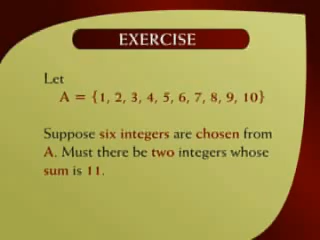 EXERCISE
Let
A = {1, 2, 3, 4, 5, 6, 7, 8, 9, 10}
Suppose six integers are chosen from
A. Must there be two integers whose
sum is 11.